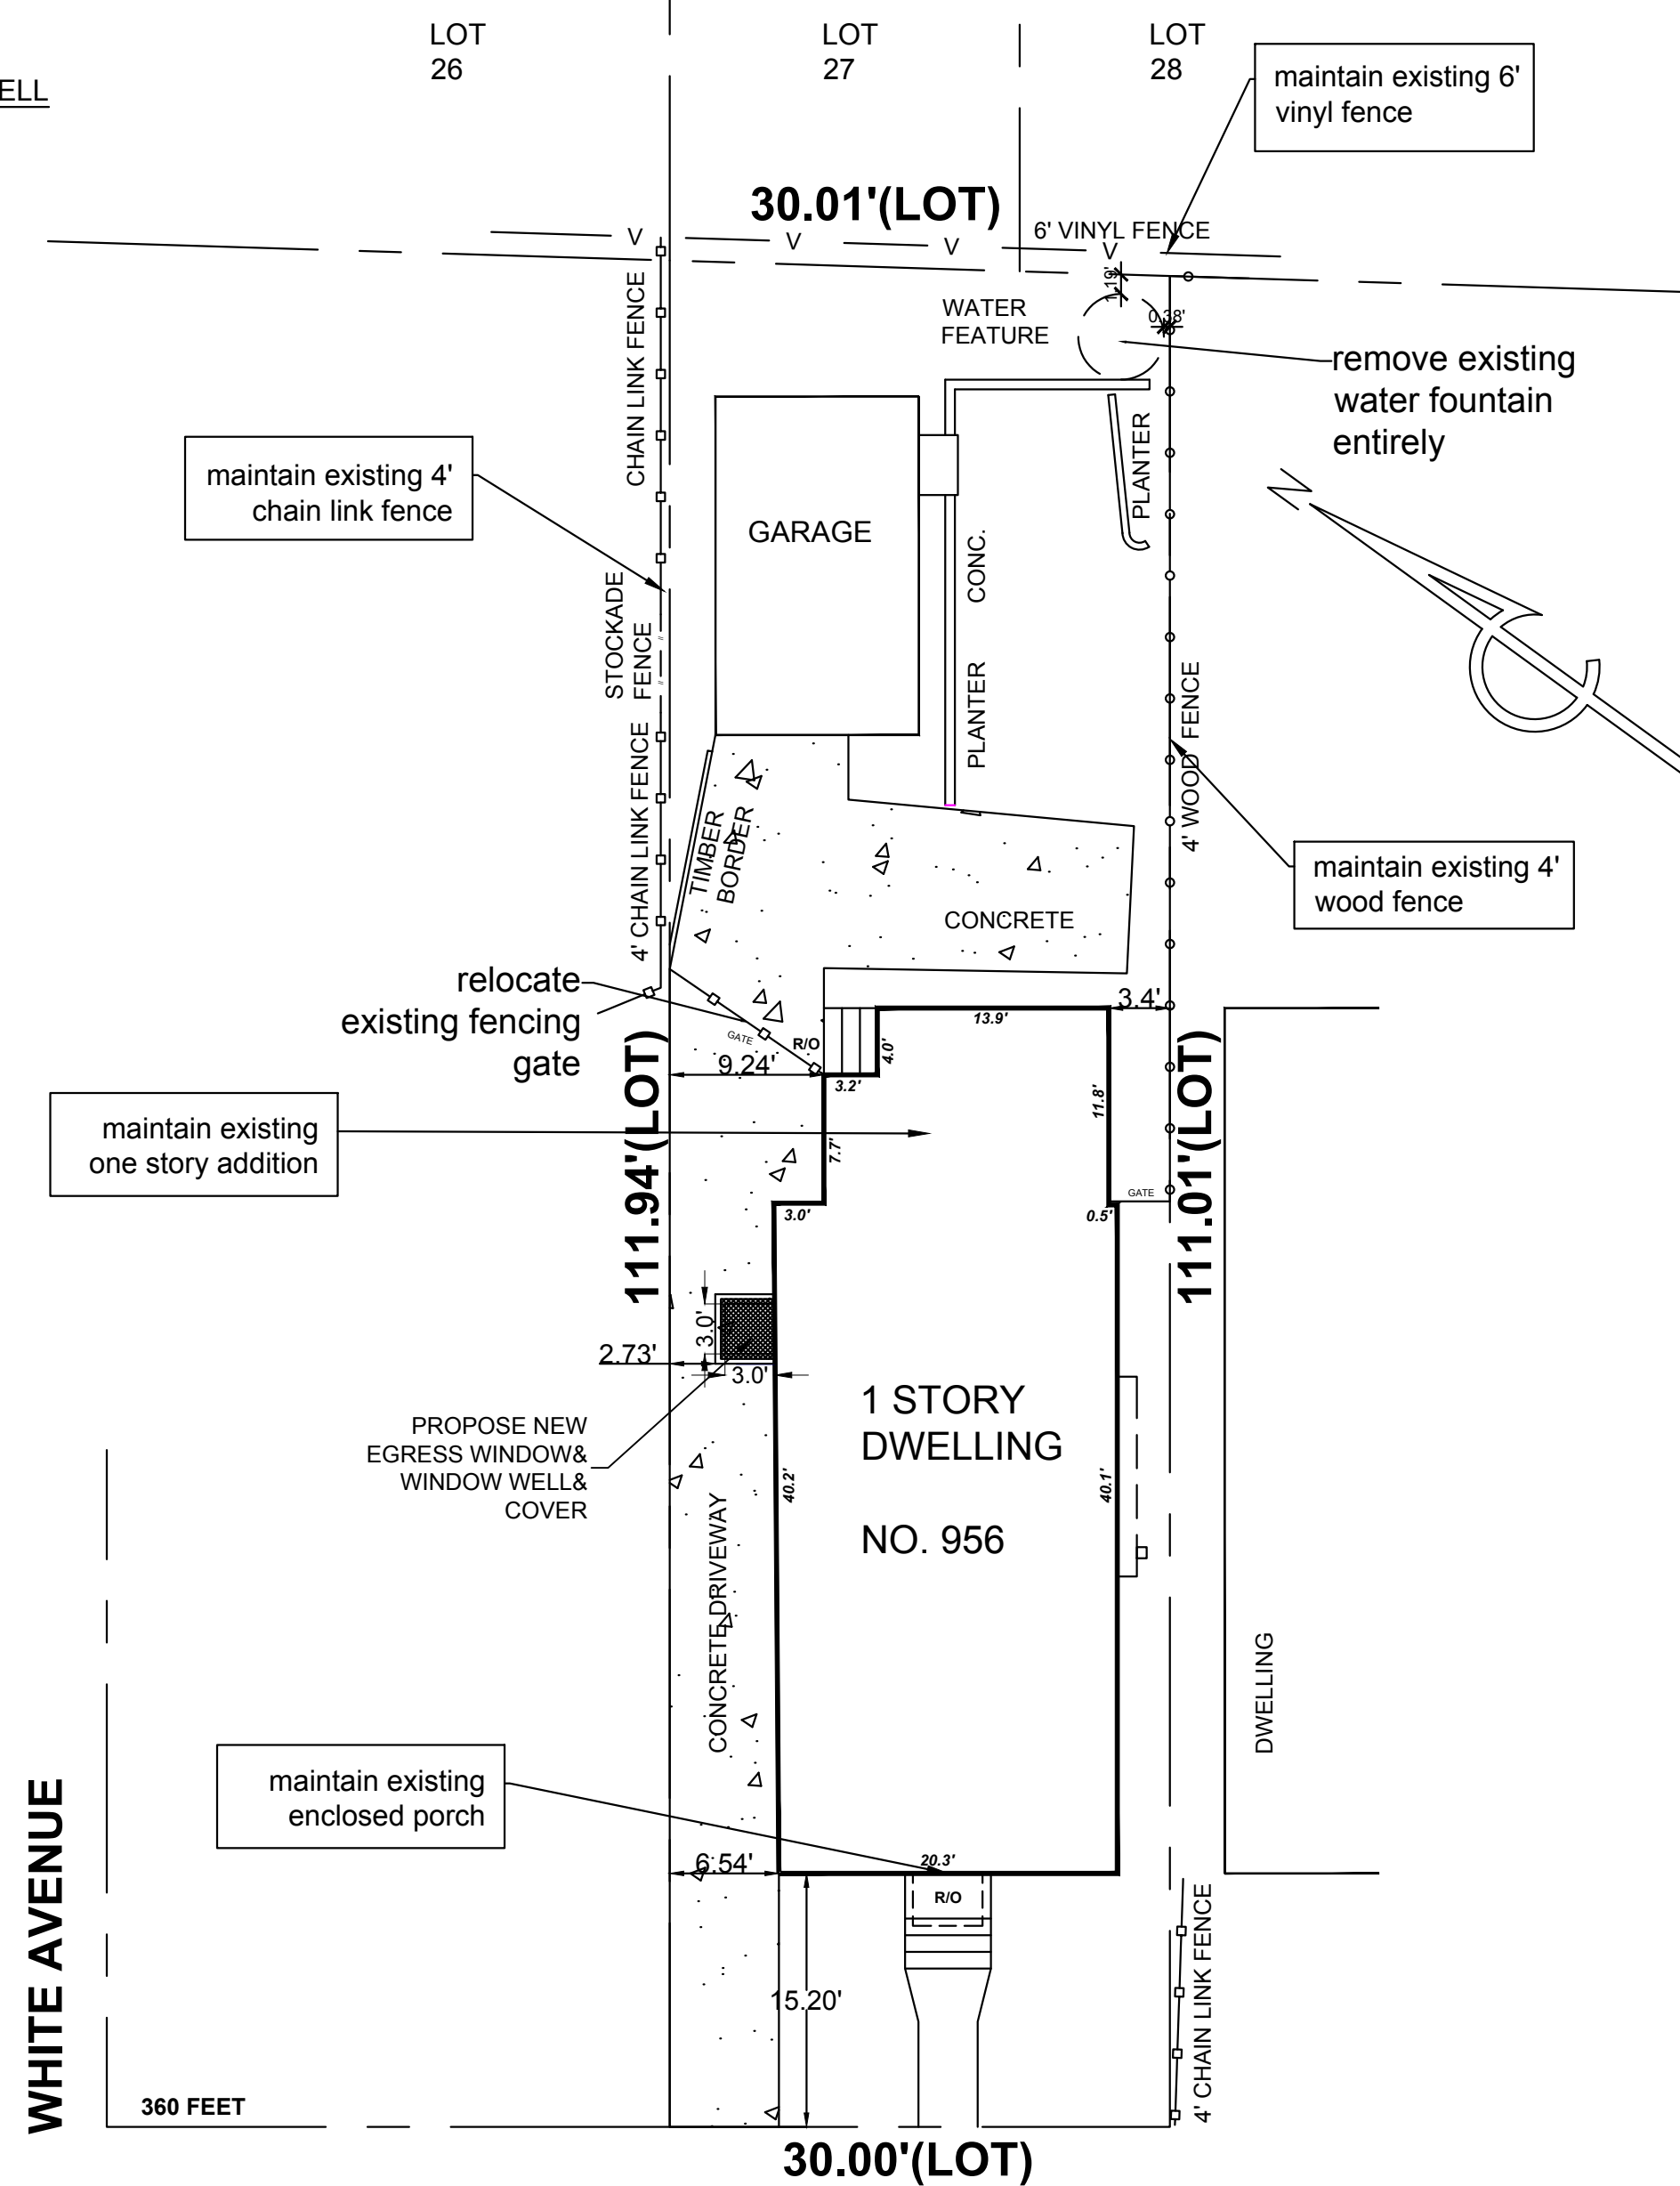 LOT
26
LOT
27
LOT
28
ELL
maintain existing 6'
vinyl fence
30.01'(LOT)
6' VINYL FENCE
V
V
V
V
1.19'
WATER
FEATURE
0.38'
remove existing
water fountain
entirely
CHAIN LINK FENCE
PLANTER
maintain existing 4'
chain link fence
GARAGE
CONC.
N
STOCKADE
FENCE
PLANTER
4' WOOD FENCE
4' CHAIN LINK FENCE
TIMBER
BORDER
maintain existing 4'
wood fence
CONCRETE
relocate
existing fencing
gate
GATE
R/O
9.24'
3.2'
4.0'
13.9'
3.4'
11.8'
maintain existing
one story addition
111.94'(LOT)
7.7'
111.01'(LOT)
3.0'
GATE
0.5'
3.0'
2.73'
3.0'
PROPOSE NEW
EGRESS WINDOW&
WINDOW WELL&
COVER
1 STORY
DWELLING
NO. 956
40.2'
40.1'
CONCRETE DRIVEWAY
DWELLING
maintain existing
enclosed porch
6.54'
20.3'
R/O
15.20'
4' CHAIN LINK FENCE
WHITE AVENUE
360 FEET
30.00'(LOT)